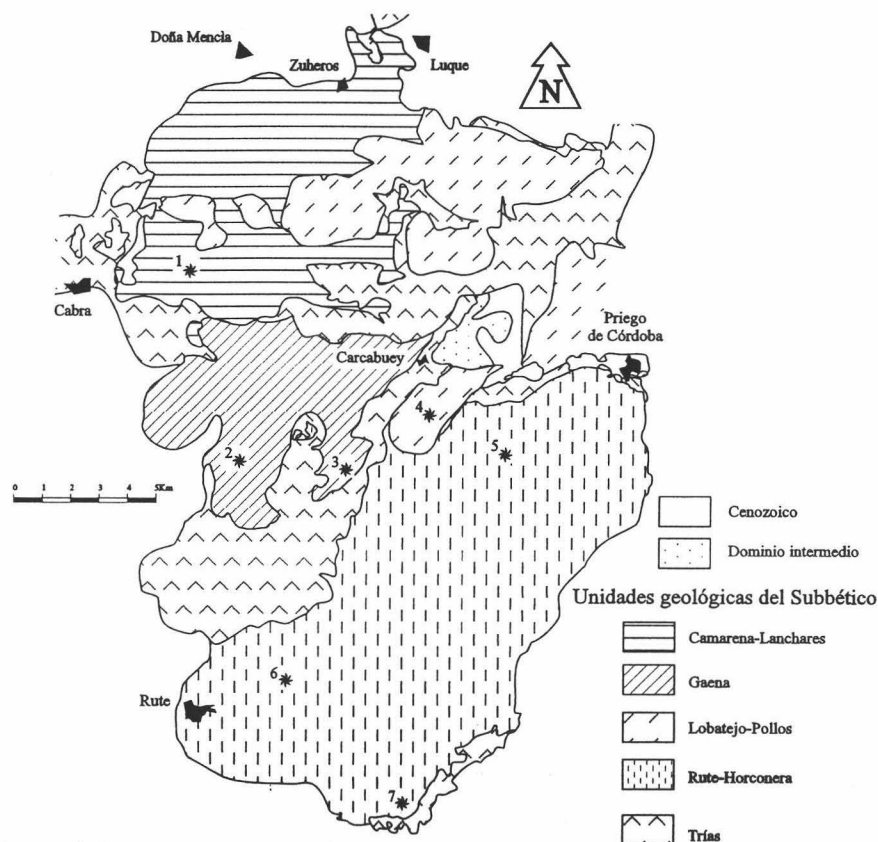 Doña Mencia
Zuheros
Luque
N
1
Cabra
Carcabuey
Priego
de Córdoba
4
5
2
3
0 1 2 3 4 5Km
Cenozoico
Dominio intermedio
Unidades geológicas del Subbético
Camarena-Lanchares
Gaena
6
Rute
Lobatejo-Pollos
Rute-Horconera
7
Trías